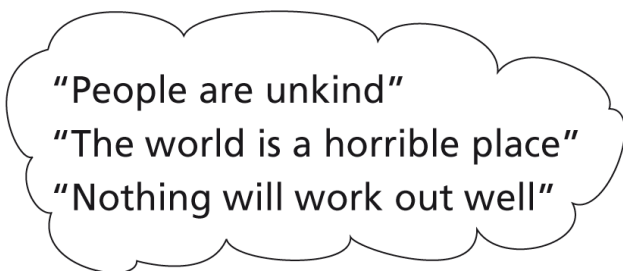 “People are unkind”
“The world is a horrible place”
“Nothing will work out well”